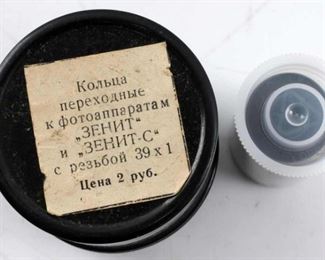 Кольца
переходные
к фотоаппаратам
„ЗЕНИТ"
и „ЗЕНИТ-С"
с резьбой 39 х 1
Цена 2 руб.